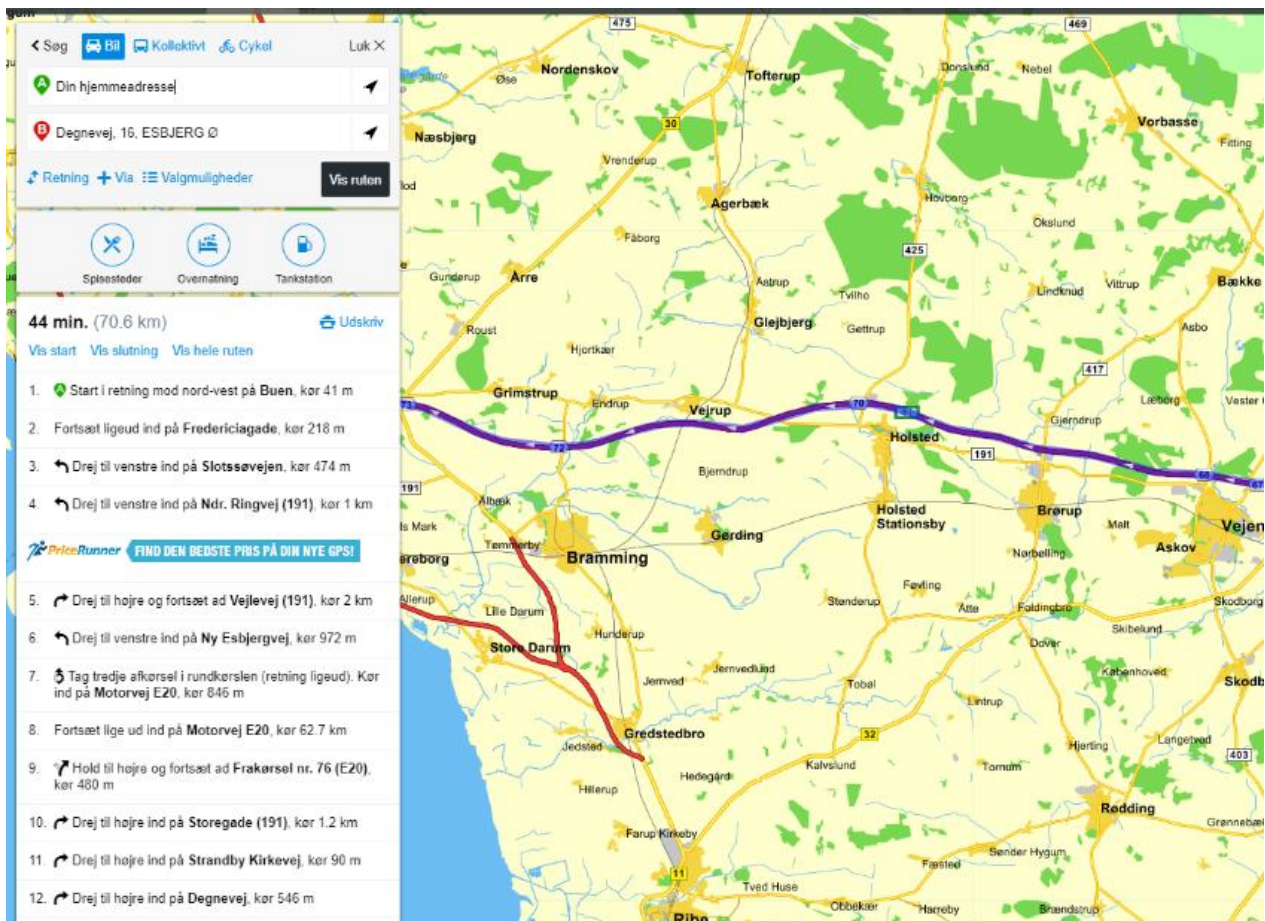 Søg
Bil
Kollektivt
Cykel
Luk
A
Din hjemmeadresse
B
Degnevej, 16, ESBJERG Ø
Retning
Via
Valgmuligheder
Vis ruten
Spisesteder
Overnatning
Tankstation
44 min. (70.6 km)
Udskriv
Vis start
Vis slutning
Vis hele ruten
1. A Start i retning mod nord-vest på Buen, kør 41 m
2. Fortsæt ligeud ind på Fredericiagade, kør 218 m
3. Drej til venstre ind på Slotssøvejen, kør 474 m
4. Drej til venstre ind på Ndr. Ringvej (191), kør 1 km
PriceRunner FIND DEN BEDSTE PRIS PÅ DIN NYE GPS!
5. Drej til højre og fortsæt ad Vejlevej (191), kør 2 km
6. Drej til venstre ind på Ny Esbjergvej, kør 972 m
7. Tag tredje afkørsel i rundkørslen (retning ligeud). Kør
ind på Motorvej E20, kør 846 m
8. Fortsæt lige ud ind på Motorvej E20, kør 62.7 km
9. Hold til højre og fortsæt ad Frakørsel nr. 76 (E20),
kør 480 m
10. Drej til højre ind på Storegade (191), kør 1.2 km
11. Drej til højre ind på Strandby Kirkevej, kør 90 m
12. Drej til højre ind på Degnevej, kør 546 m
475
469
Nordenskov
Øse
Tofterup
Donslund
Nebel
Næsbjerg
30
Vorbasse
Fitting
Vrenderup
Agerbæk
Hovborg
Okslund
Fåborg
425
Gunderup
Årre
Astrup
Tvilho
Lindknud
Vittrup
Bække
Roust
Glejbjerg
Gettrup
Asbo
Hjortkær
417
Grimstrup
Endrup
Vejrup
Læborg
Vester
73
70
72
Holsted
Gjerndrup
191
Bjerndrup
68
67
191
Albæk
Holsted
Stationsby
Brørup
Malt
Vejen
Tømmerby
Bramming
Gørding
Askov
Nørbølling
Allerup
Lille Darum
Føvling
Stenderup
Åtte
Foldingbro
Skodborg
Skibelund
Store Darum
Hunderup
Dover
Jernvedlund
Københoved
Jernved
Tobøl
Skodb
Lintrup
Gredstedbro
32
Jedsted
Hjerting
Langetved
403
Kalvslund
Tornum
Hedegård
Hillerup
Rødding
Farup Kirkeby
Grønnebæk
Sønder Hygum
11
Fæsted
Tved Huse
Ribe
Obbekær
Harreby
Brændstrup